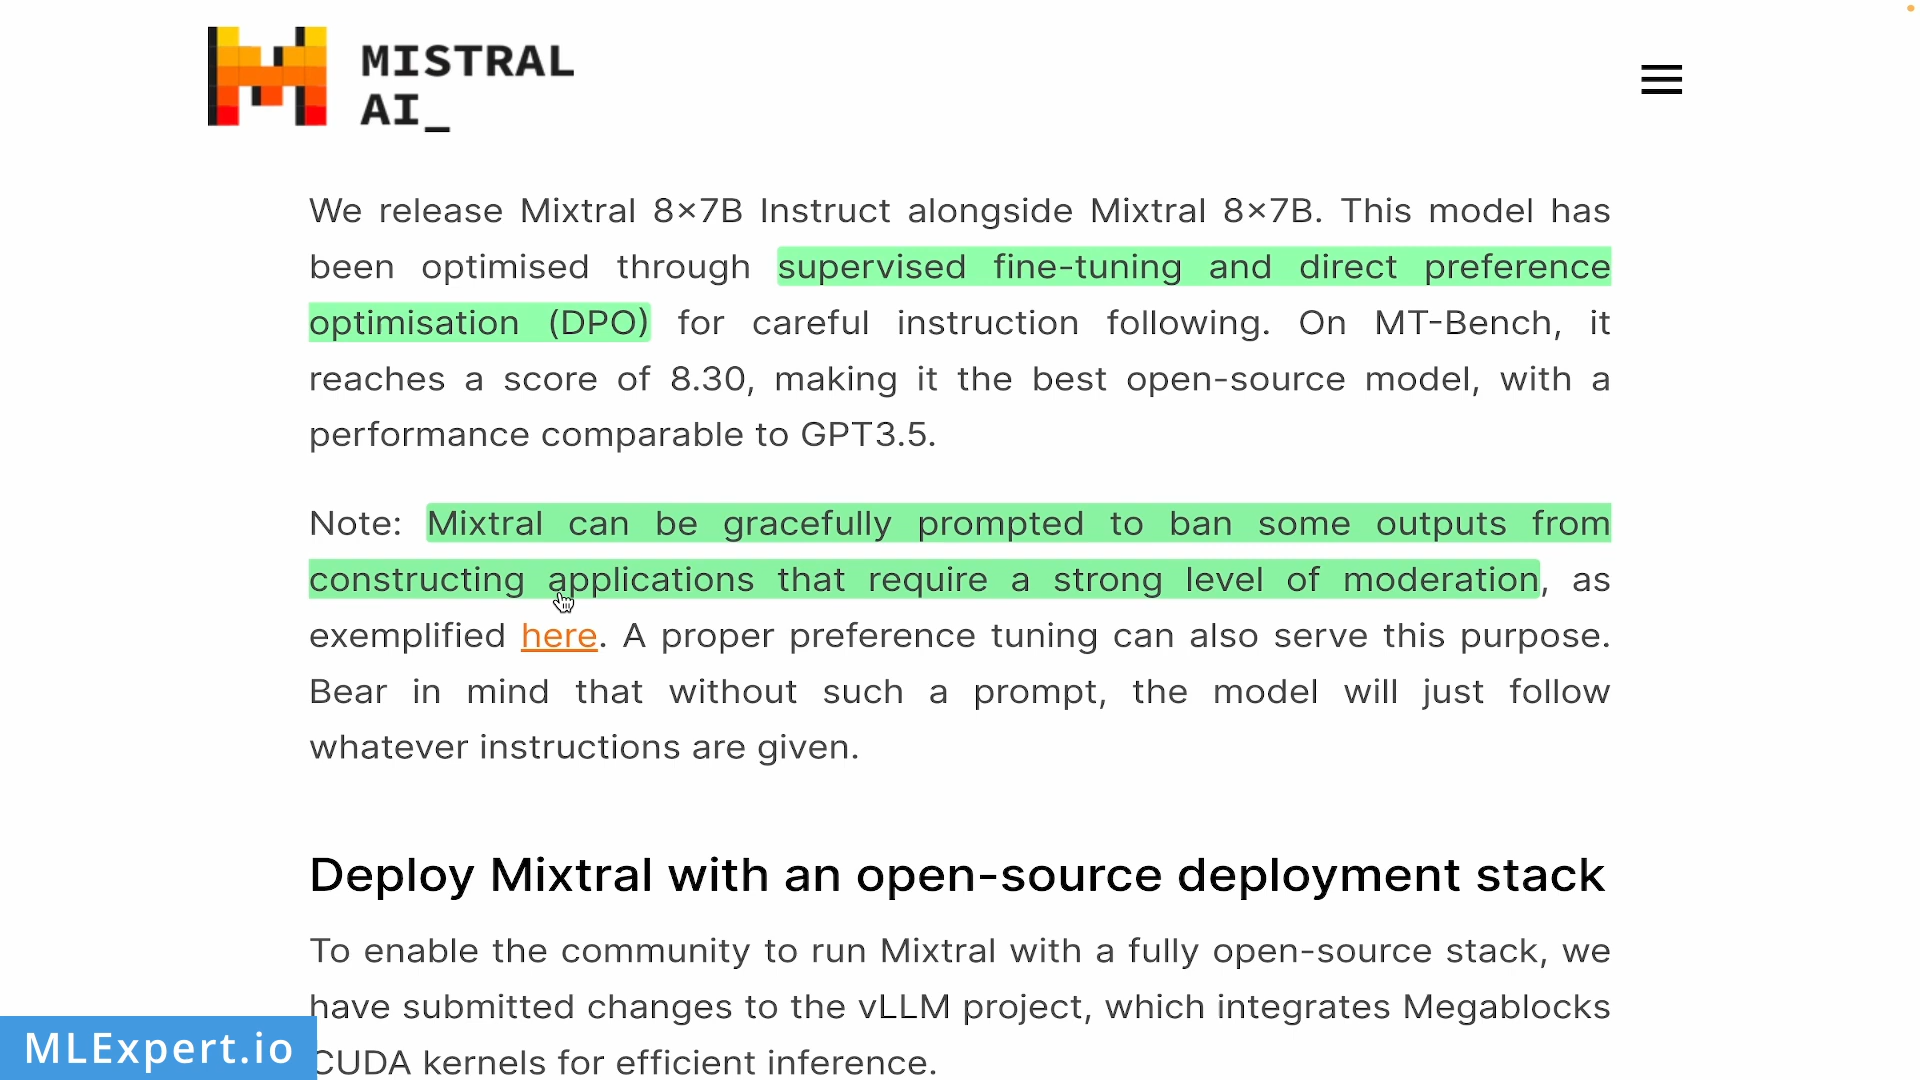 MISTRAL
AI_
We release Mixtral 8×7B Instruct alongside Mixtral 8×7B. This model has
been optimised through supervised fine-tuning and direct preference
optimisation (DPO) for careful instruction following. On MT-Bench, it
reaches a score of 8.30, making it the best open-source model, with a
performance comparable to GPT3.5.
Note: Mixtral can be gracefully prompted to ban some outputs from
constructing applications that require a strong level of moderation, as
exemplified here. A proper preference tuning can also serve this purpose.
Bear in mind that without such a prompt, the model will just follow
whatever instructions are given.
Deploy Mixtral with an open-source deployment stack
To enable the community to run Mixtral with a fully open-source stack, we
have submitted changes to the vLLM project, which integrates Megablocks
CUDA kernels for efficient inference.
MLExpert.io